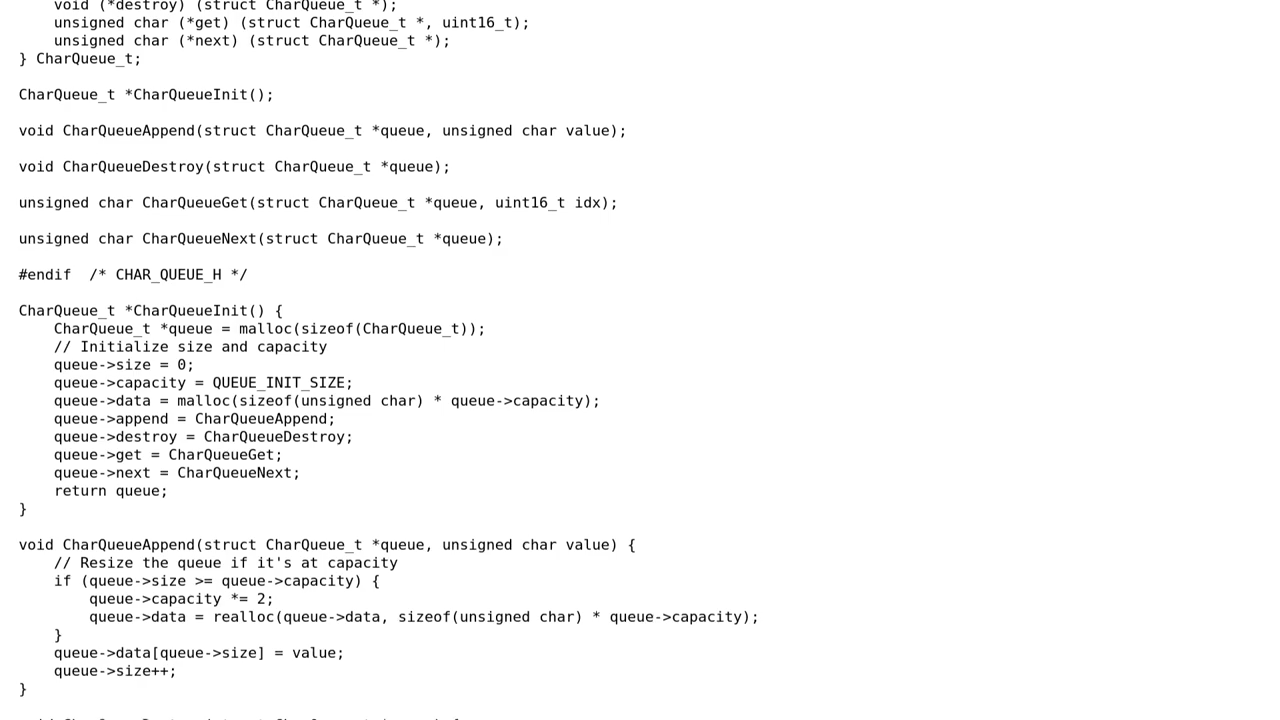 void (*destroy) (struct CharQueue_t *);
    unsigned char (*get) (struct CharQueue_t *, uint16_t);
    unsigned char (*next) (struct CharQueue_t *);
} CharQueue_t;

CharQueue_t *CharQueueInit();

void CharQueueAppend(struct CharQueue_t *queue, unsigned char value);

void CharQueueDestroy(struct CharQueue_t *queue);

unsigned char CharQueueGet(struct CharQueue_t *queue, uint16_t idx);

unsigned char CharQueueNext(struct CharQueue_t *queue);

#endif  /* CHAR_QUEUE_H */

CharQueue_t *CharQueueInit() {
    CharQueue_t *queue = malloc(sizeof(CharQueue_t));
    // Initialize size and capacity
    queue->size = 0;
    queue->capacity = QUEUE_INIT_SIZE;
    queue->data = malloc(sizeof(unsigned char) * queue->capacity);
    queue->append = CharQueueAppend;
    queue->destroy = CharQueueDestroy;
    queue->get = CharQueueGet;
    queue->next = CharQueueNext;
    return queue;
}

void CharQueueAppend(struct CharQueue_t *queue, unsigned char value) {
    // Resize the queue if it's at capacity
    if (queue->size >= queue->capacity) {
        queue->capacity *= 2;
        queue->data = realloc(queue->data, sizeof(unsigned char) * queue->capacity);
    }
    queue->data[queue->size] = value;
    queue->size++;
}